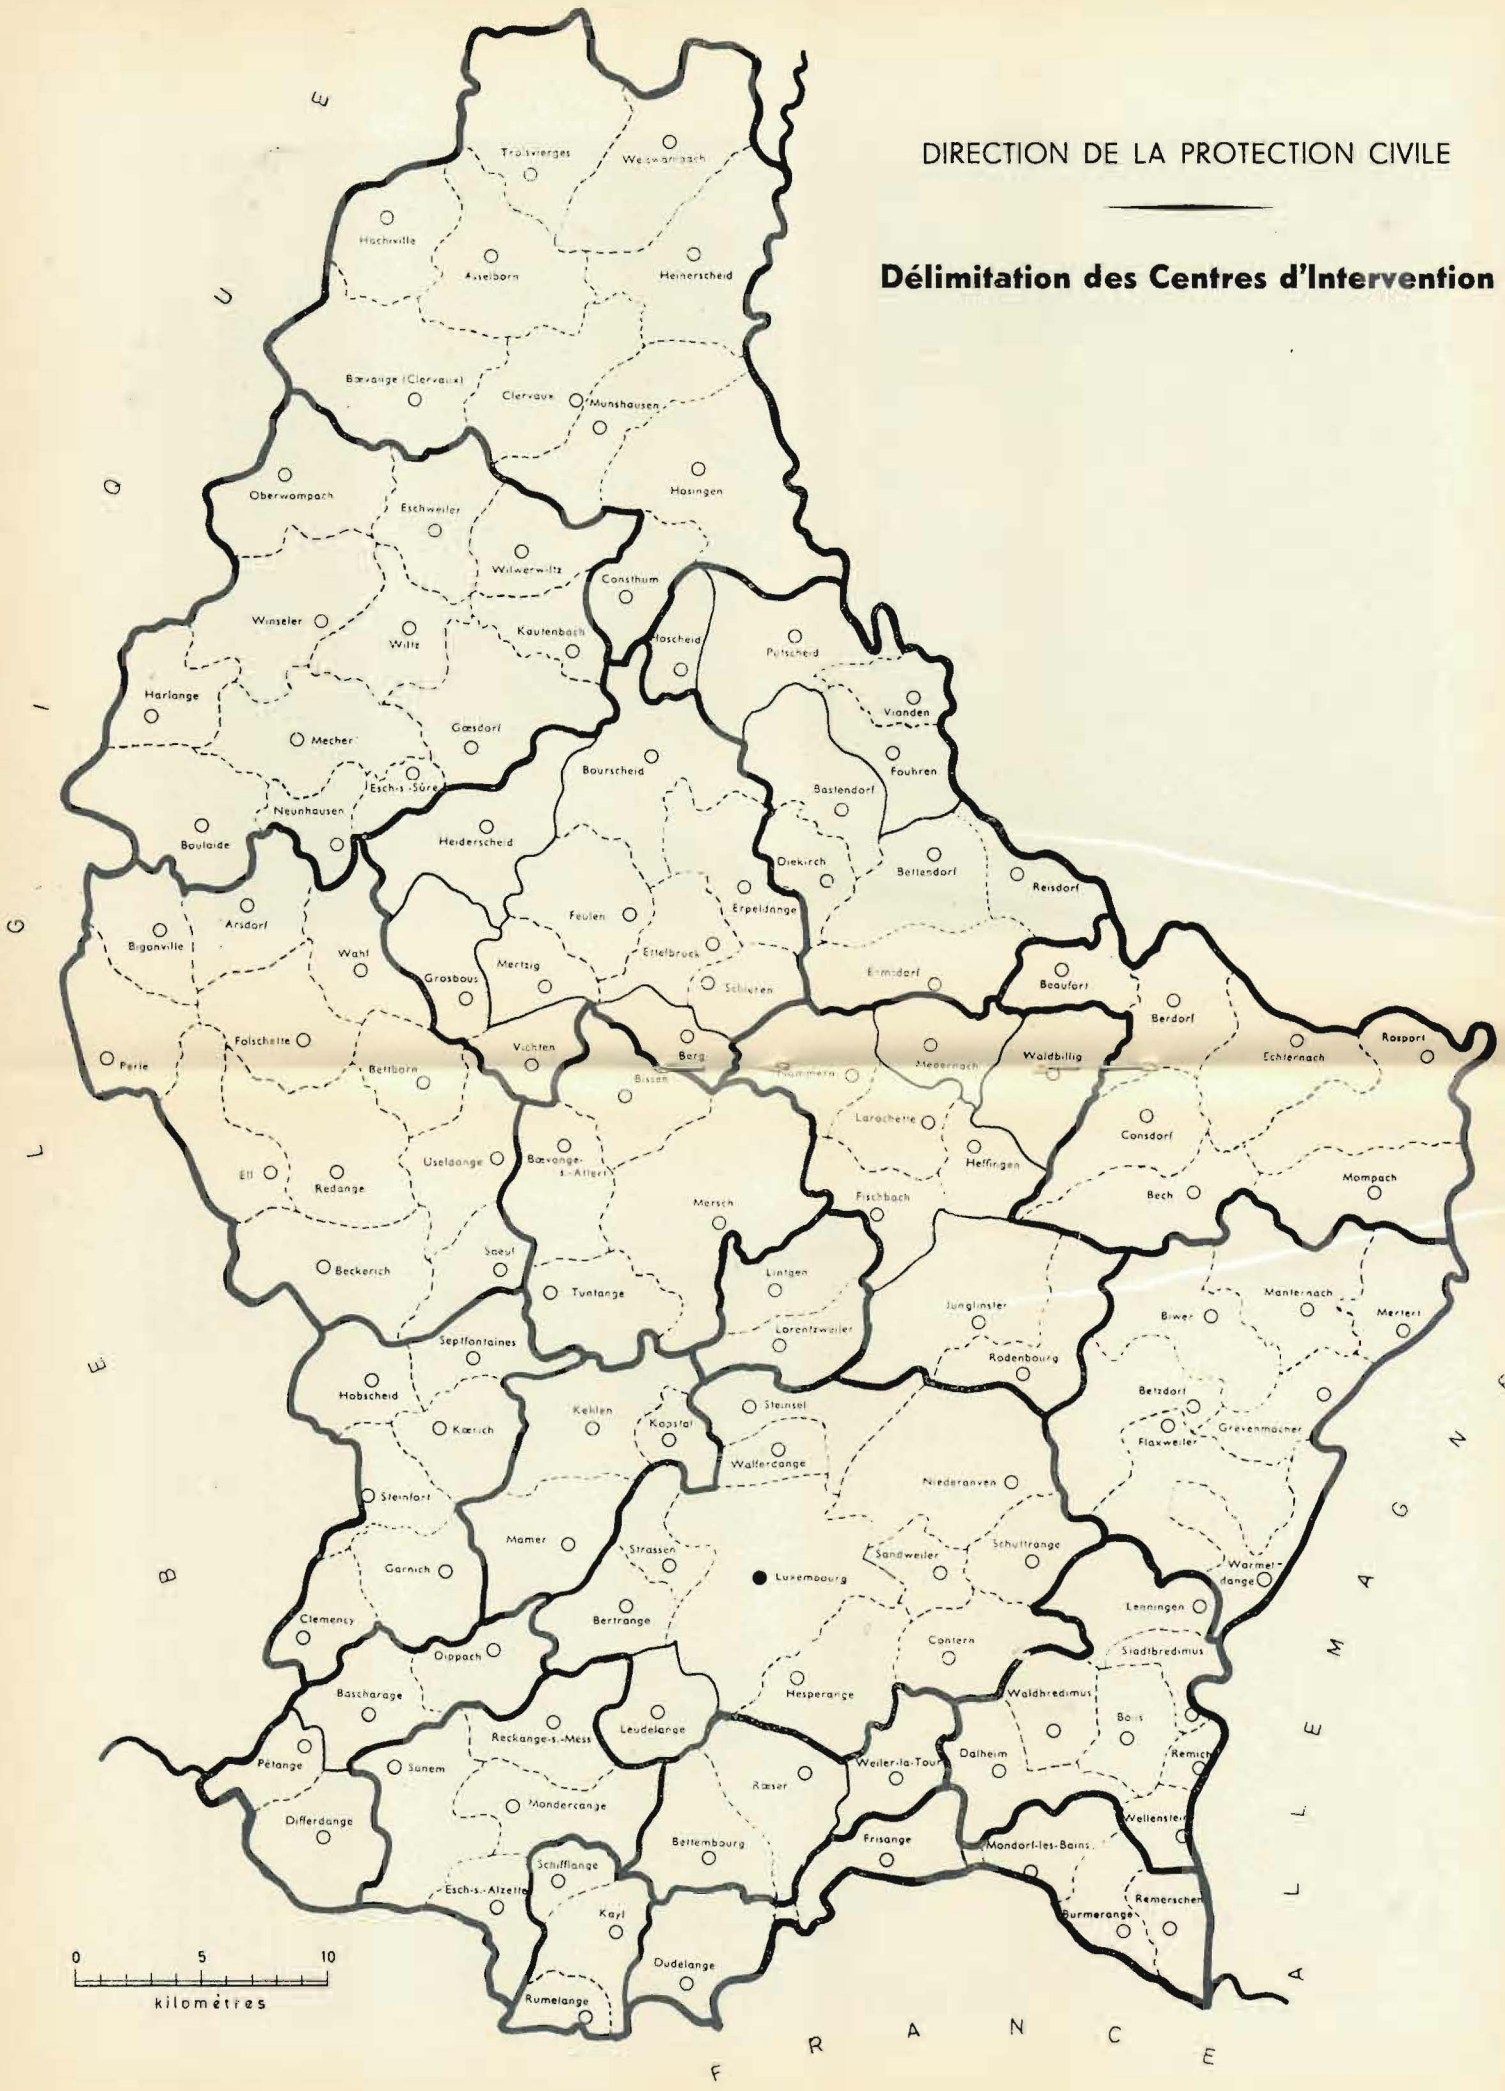 DIRECTION DE LA PROTECTION CIVILE
Délimitation des Centres d'Intervention
BELGIQUE
Troisvierges
Weiswampach
Hachiville
Asselborn
Heinerscheid
Bœvange (Clervaux)
Clervaux
Munshausen
Hosingen
Oberwampach
Eschweiler
Wilwerwiltz
Consthum
Winseler
Wiltz
Kautenbach
Hoscheid
Putscheid
Vianden
Harlange
Mecher
Gœsdorf
Bourscheid
Fouhren
Esch-s.-Sûre
Bastendorf
Neunhausen
Boulaide
Heiderscheid
Diekirch
Bettendorf
Reisdorf
Arsdorf
Bigonville
Feulen
Erpeldange
Wahl
Ettelbruck
Mertzig
Grosbous
Schieren
Ermsdorf
Beaufort
Berdorf
Rosport
Echternach
Folschette
Perle
Bettborn
Vichten
Berg
Bissen
Nommern
Medernach
Waldbillig
Larochette
Consdorf
Heffingen
Ell
Redange
Useldange
Bœvange-
s.-Attert
Mersch
Fischbach
Bech
Mompach
Beckerich
Saeul
Tuntange
Lintgen
Junglinster
Biwer
Manternach
Mertert
Lorentzweiler
Septfontaines
Rodenbourg
Hobscheid
Kœrich
Kehlen
Kopstal
Steinsel
Walferdange
Betzdorf
Flaxweiler
Grevenmacher
Niederanven
Steinfort
Mamer
Garnich
Strassen
Luxembourg
Sandweiler
Schuttrange
Wormel-
dange
Lenningen
Clemency
Bertrange
Contern
Stadtbredimus
Dippach
Hesperange
Bascharage
Waldbredimus
Bous
Reckange-s.-Mess
Leudelange
Pétange
Sanem
Rœser
Weiler-la-Tour
Dalheim
Remich
Mondercange
Differdange
Bettembourg
Frisange
Mondorf-les-Bains
Wellenstein
Schifflange
Esch-s.-Alzette
Kayl
Burmerange
Remerschen
Dudelange
Rumelange
0 5 10
kilomètres
FRANCE
ALLEMAGNE